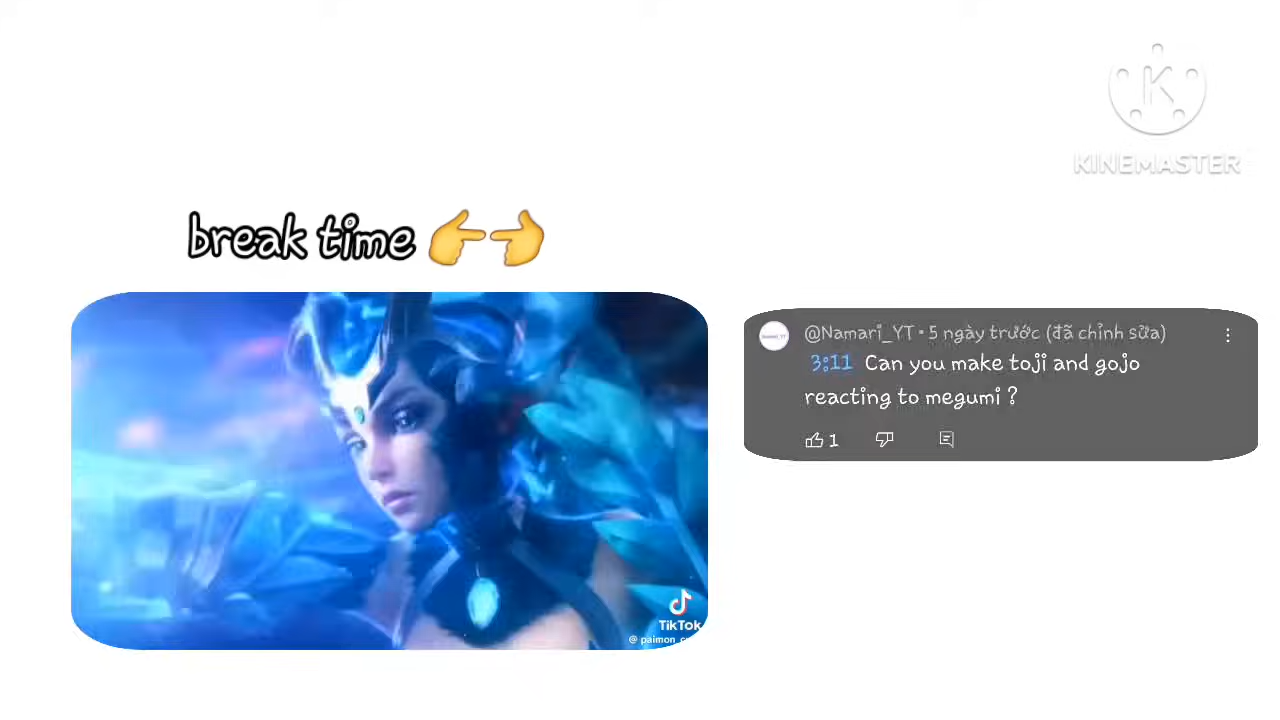 KINEMASTER
break time 👉👈
@Namari_YT • 5 ngày trước (đã chỉnh sửa)
3:11 Can you make toji and gojo
reacting to megumi ?
1
TikTok